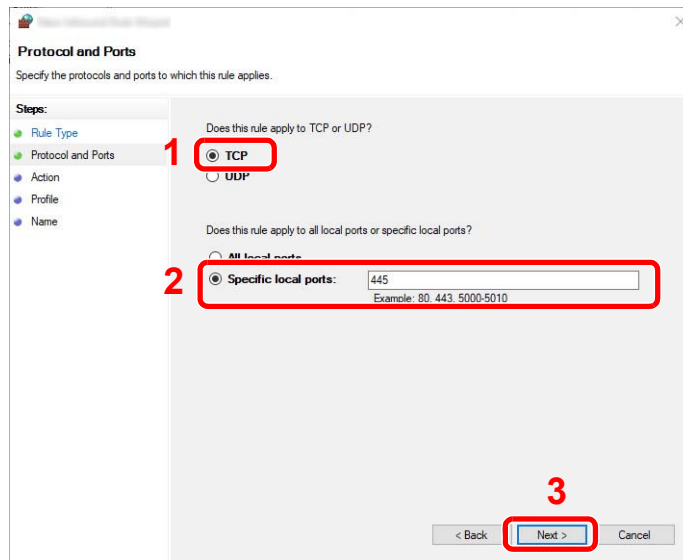 Protocol and Ports
Specify the protocols and ports to which this rule applies.
Steps:
Rule Type
Protocol and Ports
Action
Profile
Name
Does this rule apply to TCP or UDP?
1
TCP
UDP
Does this rule apply to all local ports or specific local ports?
All local ports
2
Specific local ports:
445
Example: 80, 443, 5000-5010
3
< Back
Next >
Cancel